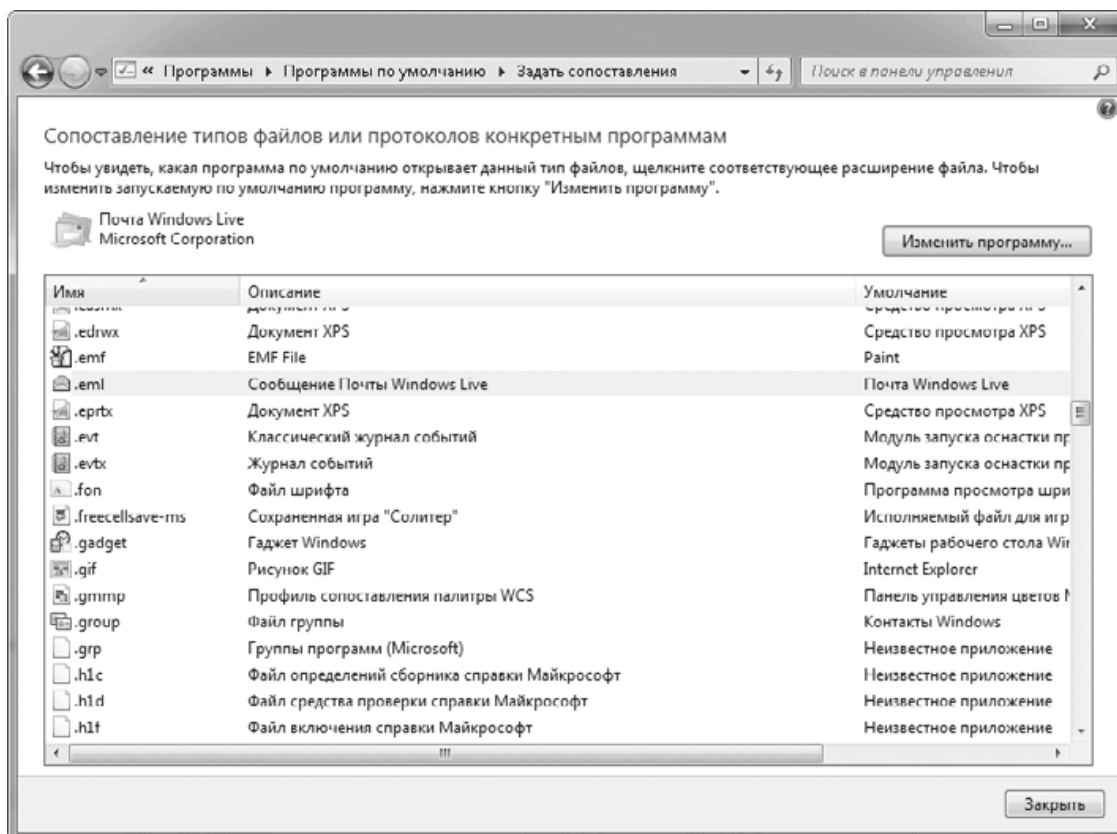 « Программы ▸ Программы по умолчанию ▸ Задать сопоставления
Поиск в панели управления
Сопоставление типов файлов или протоколов конкретным программам
Чтобы увидеть, какая программа по умолчанию открывает данный тип файлов, щелкните соответствующее расширение файла. Чтобы
изменить запускаемую по умолчанию программу, нажмите кнопку "Изменить программу".
Почта Windows Live
Microsoft Corporation
Изменить программу...
Имя Описание Умолчание
.edrwx Документ XPS Средство просмотра XPS
.emf EMF File Paint
.eml Сообщение Почты Windows Live Почта Windows Live
.eprtx Документ XPS Средство просмотра XPS
.evt Классический журнал событий Модуль запуска оснастки пр
.evtx Журнал событий Модуль запуска оснастки пр
.fon Файл шрифта Программа просмотра шри
.freecellsave-ms Сохраненная игра "Солитер" Исполняемый файл для игр
.gadget Гаджет Windows Гаджеты рабочего стола Wir
.gif Рисунок GIF Internet Explorer
.gmmp Профиль сопоставления палитры WCS Панель управления цветов
.group Файл группы Контакты Windows
.grp Группы программ (Microsoft) Неизвестное приложение
.h1c Файл определений сборника справки Майкрософт Неизвестное приложение
.h1d Файл средства проверки справки Майкрософт Неизвестное приложение
.h1f Файл включения справки Майкрософт Неизвестное приложение
Закрыть